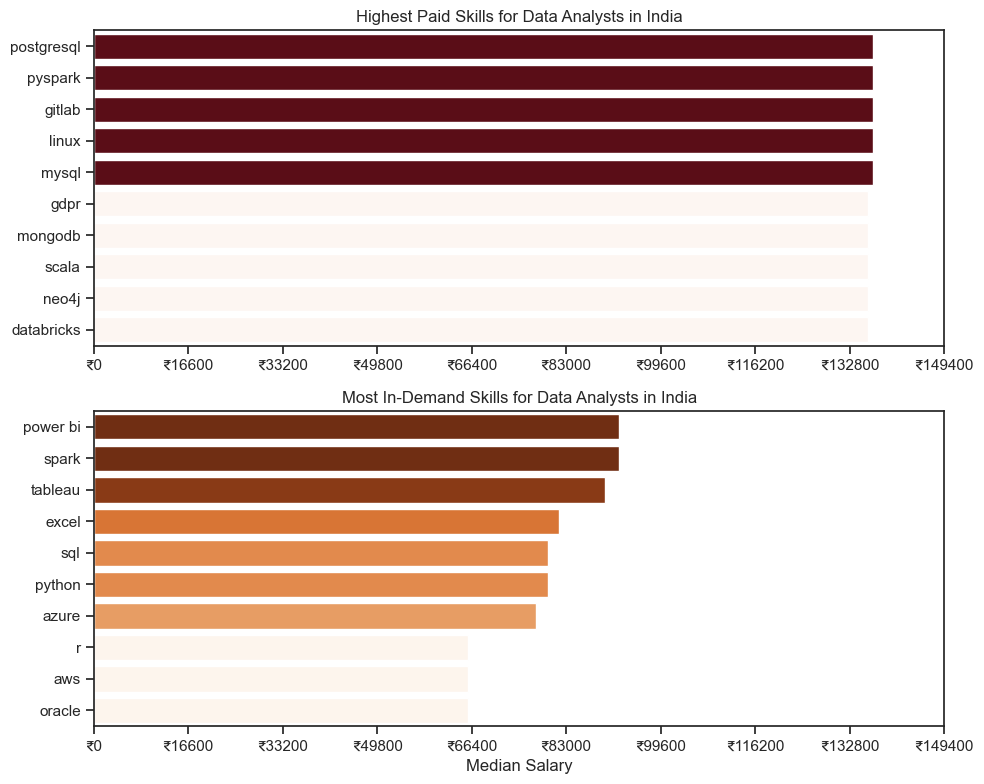 Highest Paid Skills for Data Analysts in India
postgresql
pyspark
gitlab
linux
mysql
gdpr
mongodb
scala
neo4j
databricks
₹0 ₹16600 ₹33200 ₹49800 ₹66400 ₹83000 ₹99600 ₹116200 ₹132800 ₹149400
Most In-Demand Skills for Data Analysts in India
power bi
spark
tableau
excel
sql
python
azure
r
aws
oracle
₹0 ₹16600 ₹33200 ₹49800 ₹66400 ₹83000 ₹99600 ₹116200 ₹132800 ₹149400
Median Salary